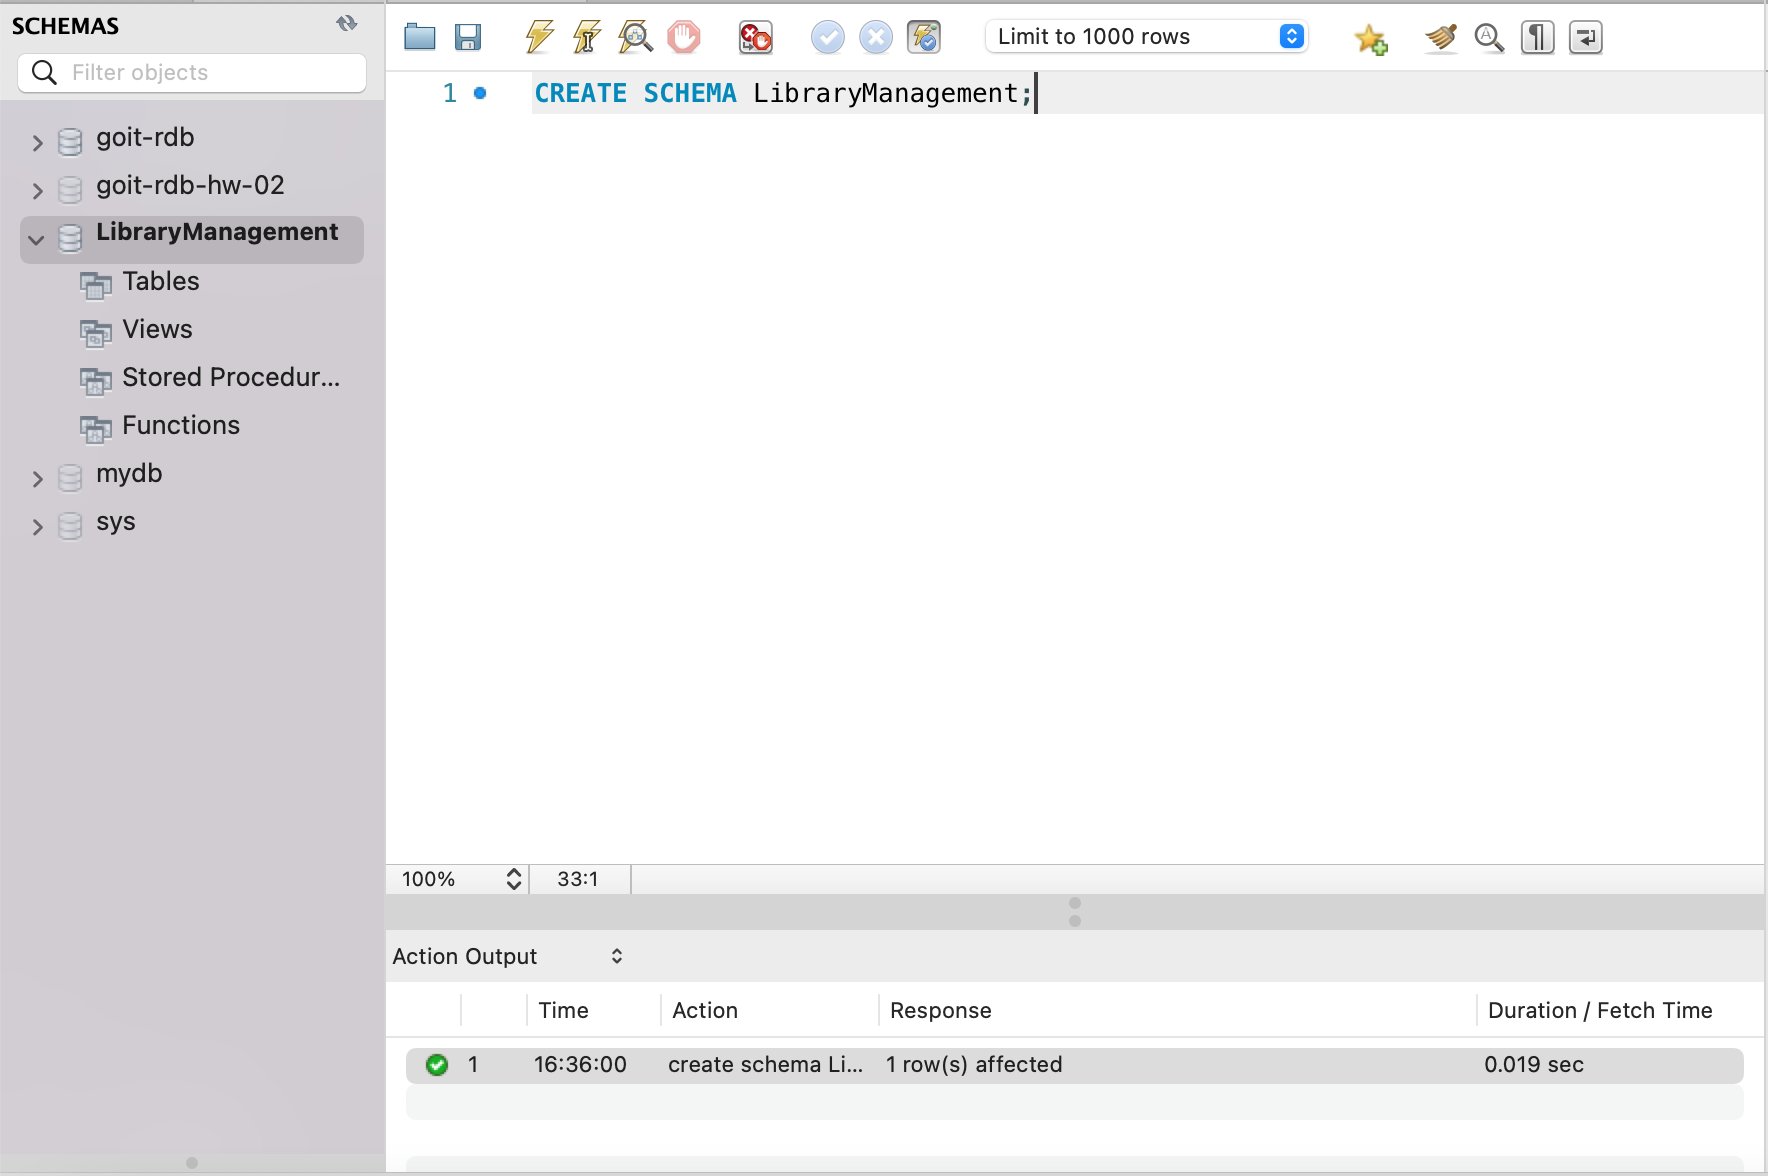 SCHEMAS
Filter objects
goit-rdb
goit-rdb-hw-02
LibraryManagement
Tables
Views
Stored Procedur...
Functions
mydb
sys
Limit to 1000 rows
1 CREATE SCHEMA LibraryManagement;
100% 33:1
Action Output
Time Action Response Duration / Fetch Time
1 16:36:00 create schema Li... 1 row(s) affected 0.019 sec